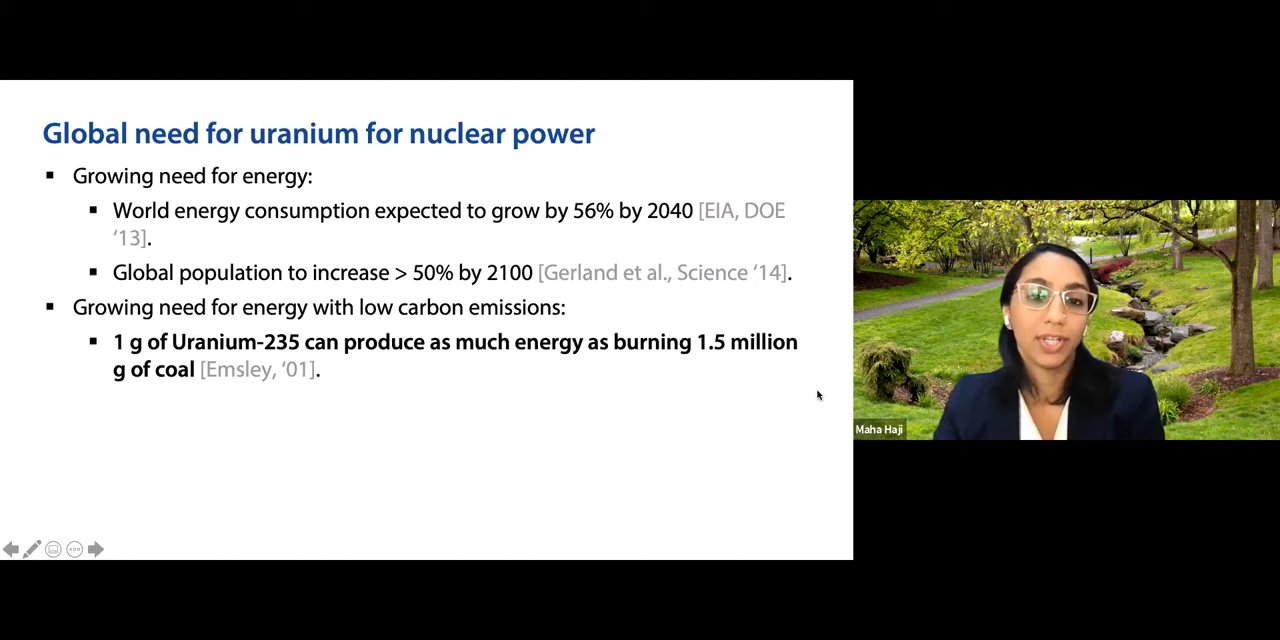 Global need for uranium for nuclear power
▪ Growing need for energy:
▪ World energy consumption expected to grow by 56% by 2040 [EIA, DOE
‘13].
▪ Global population to increase > 50% by 2100 [Gerland et al., Science ‘14].
▪ Growing need for energy with low carbon emissions:
▪ 1 g of Uranium-235 can produce as much energy as burning 1.5 million
g of coal [Emsley, ‘01].
Maha Haji